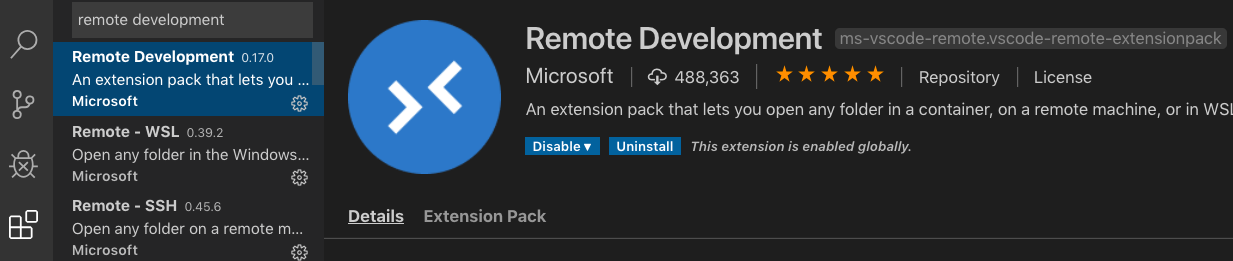 remote development
Remote Development 0.17.0
An extension pack that lets you ...
Microsoft
Remote - WSL 0.39.2
Open any folder in the Windows...
Microsoft
Remote - SSH 0.45.6
Open any folder on a remote m...
Microsoft
Remote Development ms-vscode-remote.vscode-remote-extensionpack
Microsoft 488,363 Repository License
An extension pack that lets you open any folder in a container, on a remote machine, or in WSL
Disable Uninstall This extension is enabled globally.
Details Extension Pack